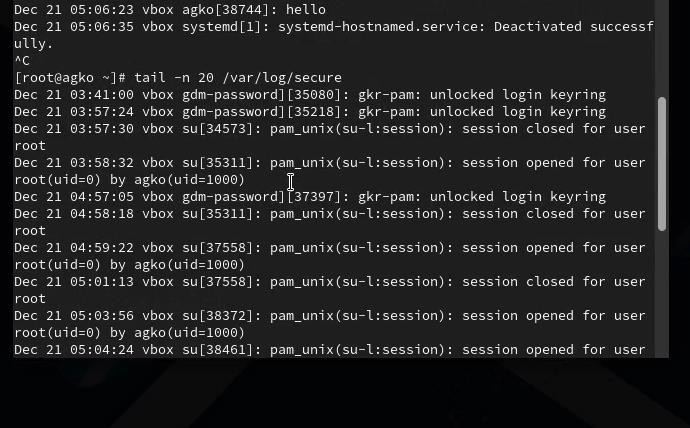 Dec 21 05:06:23 vbox agko[38744]: hello
Dec 21 05:06:35 vbox systemd[1]: systemd-hostnamed.service: Deactivated successf
ully.
^C
[root@agko ~]# tail -n 20 /var/log/secure
Dec 21 03:41:00 vbox gdm-password][35080]: gkr-pam: unlocked login keyring
Dec 21 03:57:24 vbox gdm-password][35218]: gkr-pam: unlocked login keyring
Dec 21 03:57:30 vbox su[34573]: pam_unix(su-l:session): session closed for user
root
Dec 21 03:58:32 vbox su[35311]: pam_unix(su-l:session): session opened for user
root(uid=0) by agko(uid=1000)
Dec 21 04:57:05 vbox gdm-password][37397]: gkr-pam: unlocked login keyring
Dec 21 04:58:18 vbox su[35311]: pam_unix(su-l:session): session closed for user
root
Dec 21 04:59:22 vbox su[37558]: pam_unix(su-l:session): session opened for user
root(uid=0) by agko(uid=1000)
Dec 21 05:01:13 vbox su[37558]: pam_unix(su-l:session): session closed for user
root
Dec 21 05:03:56 vbox su[38372]: pam_unix(su-l:session): session opened for user
root(uid=0) by agko(uid=1000)
Dec 21 05:04:24 vbox su[38461]: pam_unix(su-l:session): session opened for user